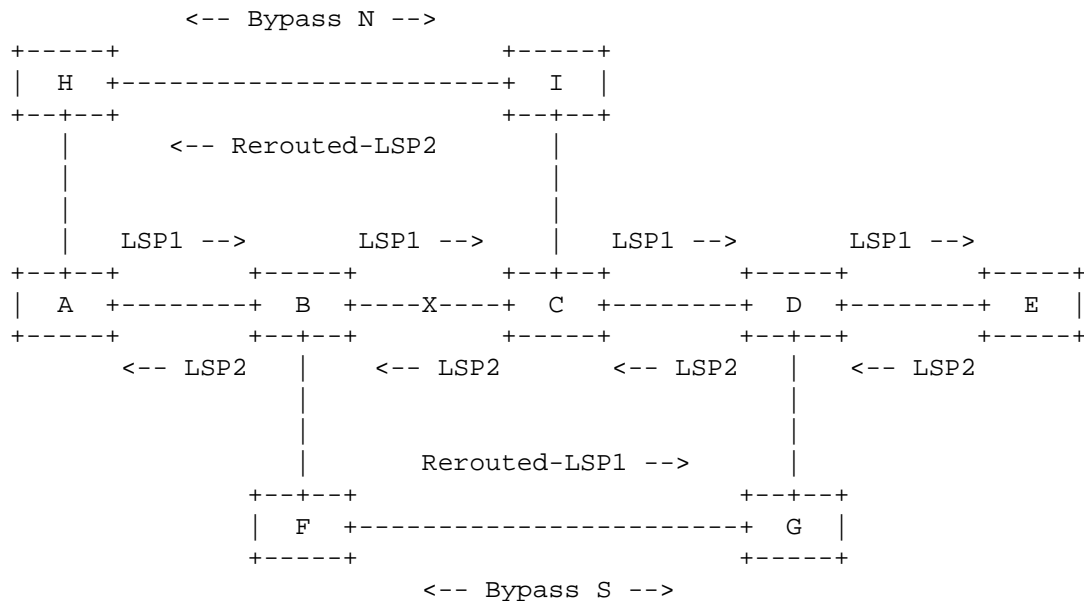 <-- Bypass N -->
H I
<-- Rerouted-LSP2
LSP1 --> LSP1 --> LSP1 --> LSP1 -->
A B X C D E
<-- LSP2 <-- LSP2 <-- LSP2 <-- LSP2
Rerouted-LSP1 -->
F G
<-- Bypass S -->